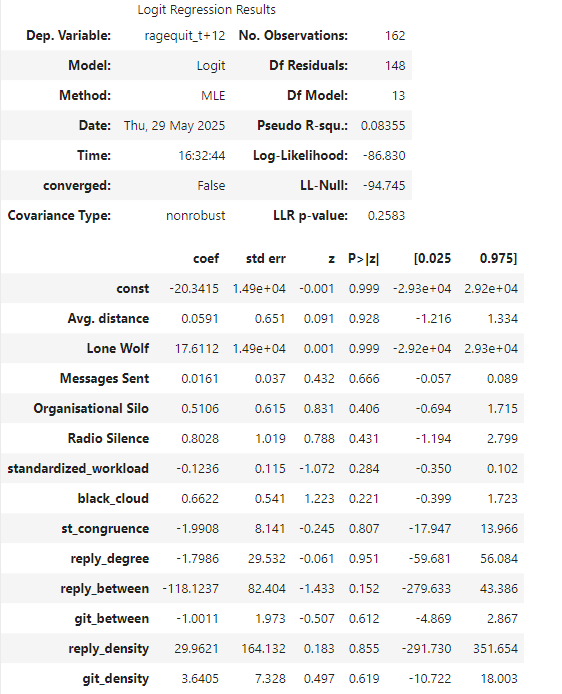 Logit Regression Results
Dep. Variable: ragequit_t+12 No. Observations: 162
Model: Logit Df Residuals: 148
Method: MLE Df Model: 13
Date: Thu, 29 May 2025 Pseudo R-squ.: 0.08355
Time: 16:32:44 Log-Likelihood: -86.830
converged: False LL-Null: -94.745
Covariance Type: nonrobust LLR p-value: 0.2583
coef std err z P>|z| [0.025 0.975]
const -20.3415 1.49e+04 -0.001 0.999 -2.93e+04 2.92e+04
Avg. distance 0.0591 0.651 0.091 0.928 -1.216 1.334
Lone Wolf 17.6112 1.49e+04 0.001 0.999 -2.92e+04 2.93e+04
Messages Sent 0.0161 0.037 0.432 0.666 -0.057 0.089
Organisational Silo 0.5106 0.615 0.831 0.406 -0.694 1.715
Radio Silence 0.8028 1.019 0.788 0.431 -1.194 2.799
standardized_workload -0.1236 0.115 -1.072 0.284 -0.350 0.102
black_cloud 0.6622 0.541 1.223 0.221 -0.399 1.723
st_congruence -1.9908 8.141 -0.245 0.807 -17.947 13.966
reply_degree -1.7986 29.532 -0.061 0.951 -59.681 56.084
reply_between -118.1237 82.404 -1.433 0.152 -279.633 43.386
git_between -1.0011 1.973 -0.507 0.612 -4.869 2.867
reply_density 29.9621 164.132 0.183 0.855 -291.730 351.654
git_density 3.6405 7.328 0.497 0.619 -10.722 18.003